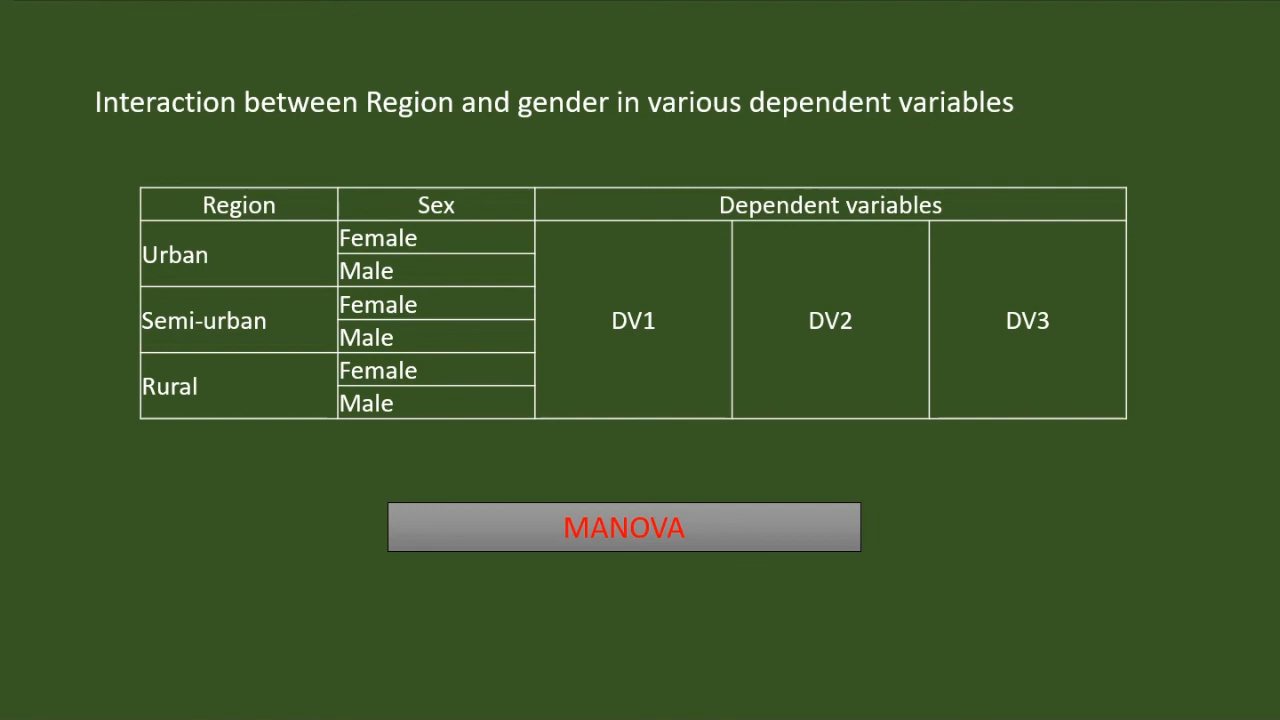 Interaction between Region and gender in various dependent variables
Region Sex Dependent variables
Urban Female
Male
Semi-urban Female
Male
Rural Female
Male
DV1 DV2 DV3
MANOVA